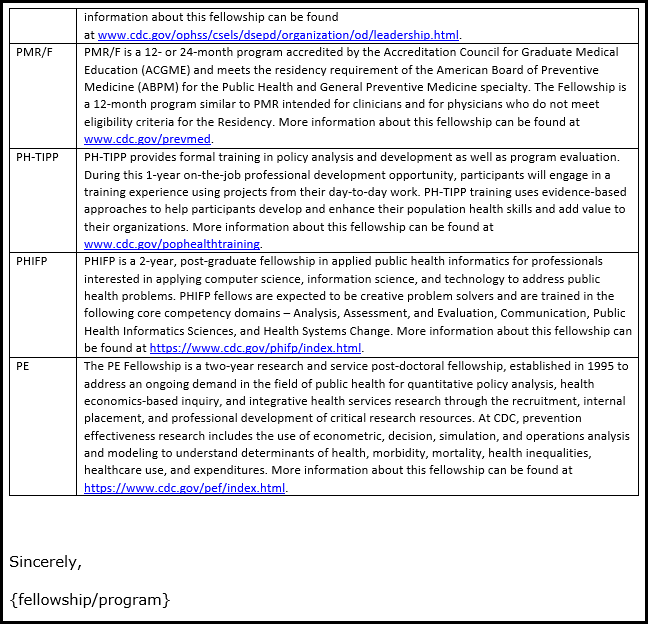 information about this fellowship can be found
at www.cdc.gov/ophss/csels/dsepd/organization/od/leadership.html.
PMR/F PMR/F is a 12- or 24-month program accredited by the Accreditation Council for Graduate Medical
Education (ACGME) and meets the residency requirement of the American Board of Preventive
Medicine (ABPM) for the Public Health and General Preventive Medicine specialty. The Fellowship is
a 12-month program similar to PMR intended for clinicians and for physicians who do not meet
eligibility criteria for the Residency. More information about this fellowship can be found at
www.cdc.gov/prevmed.
PH-TIPP PH-TIPP provides formal training in policy analysis and development as well as program evaluation.
During this 1-year on-the-job professional development opportunity, participants will engage in a
training experience using projects from their day-to-day work. PH-TIPP training uses evidence-based
approaches to help participants develop and enhance their population health skills and add value to
their organizations. More information about this fellowship can be found at
www.cdc.gov/pophealthtraining.
PHIFP PHIFP is a 2-year, post-graduate fellowship in applied public health informatics for professionals
interested in applying computer science, information science, and technology to address public
health problems. PHIFP fellows are expected to be creative problem solvers and are trained in the
following core competency domains – Analysis, Assessment, and Evaluation, Communication, Public
Health Informatics Sciences, and Health Systems Change. More information about this fellowship can
be found at https://www.cdc.gov/phifp/index.html.
PE The PE Fellowship is a two-year research and service post-doctoral fellowship, established in 1995 to
address an ongoing demand in the field of public health for quantitative policy analysis, health
economics-based inquiry, and integrative health services research through the recruitment, internal
placement, and professional development of critical research resources. At CDC, prevention
effectiveness research includes the use of econometric, decision, simulation, and operations analysis
and modeling to understand determinants of health, morbidity, mortality, health inequalities,
healthcare use, and expenditures. More information about this fellowship can be found at
https://www.cdc.gov/pef/index.html.
Sincerely,
{fellowship/program}